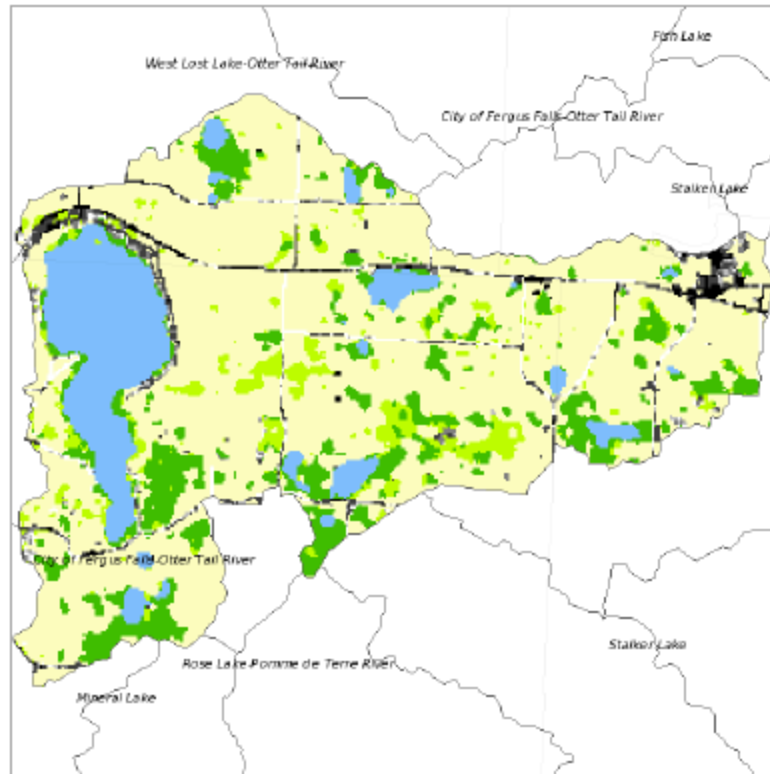 Fish Lake
West Lost Lake-Otter Tail River
City of Fergus Falls-Otter Tail River
Stalker Lake
City of Fergus Falls-Otter Tail River
Stalker Lake
Rose Lake-Pomme de Terre River
Mineral Lake